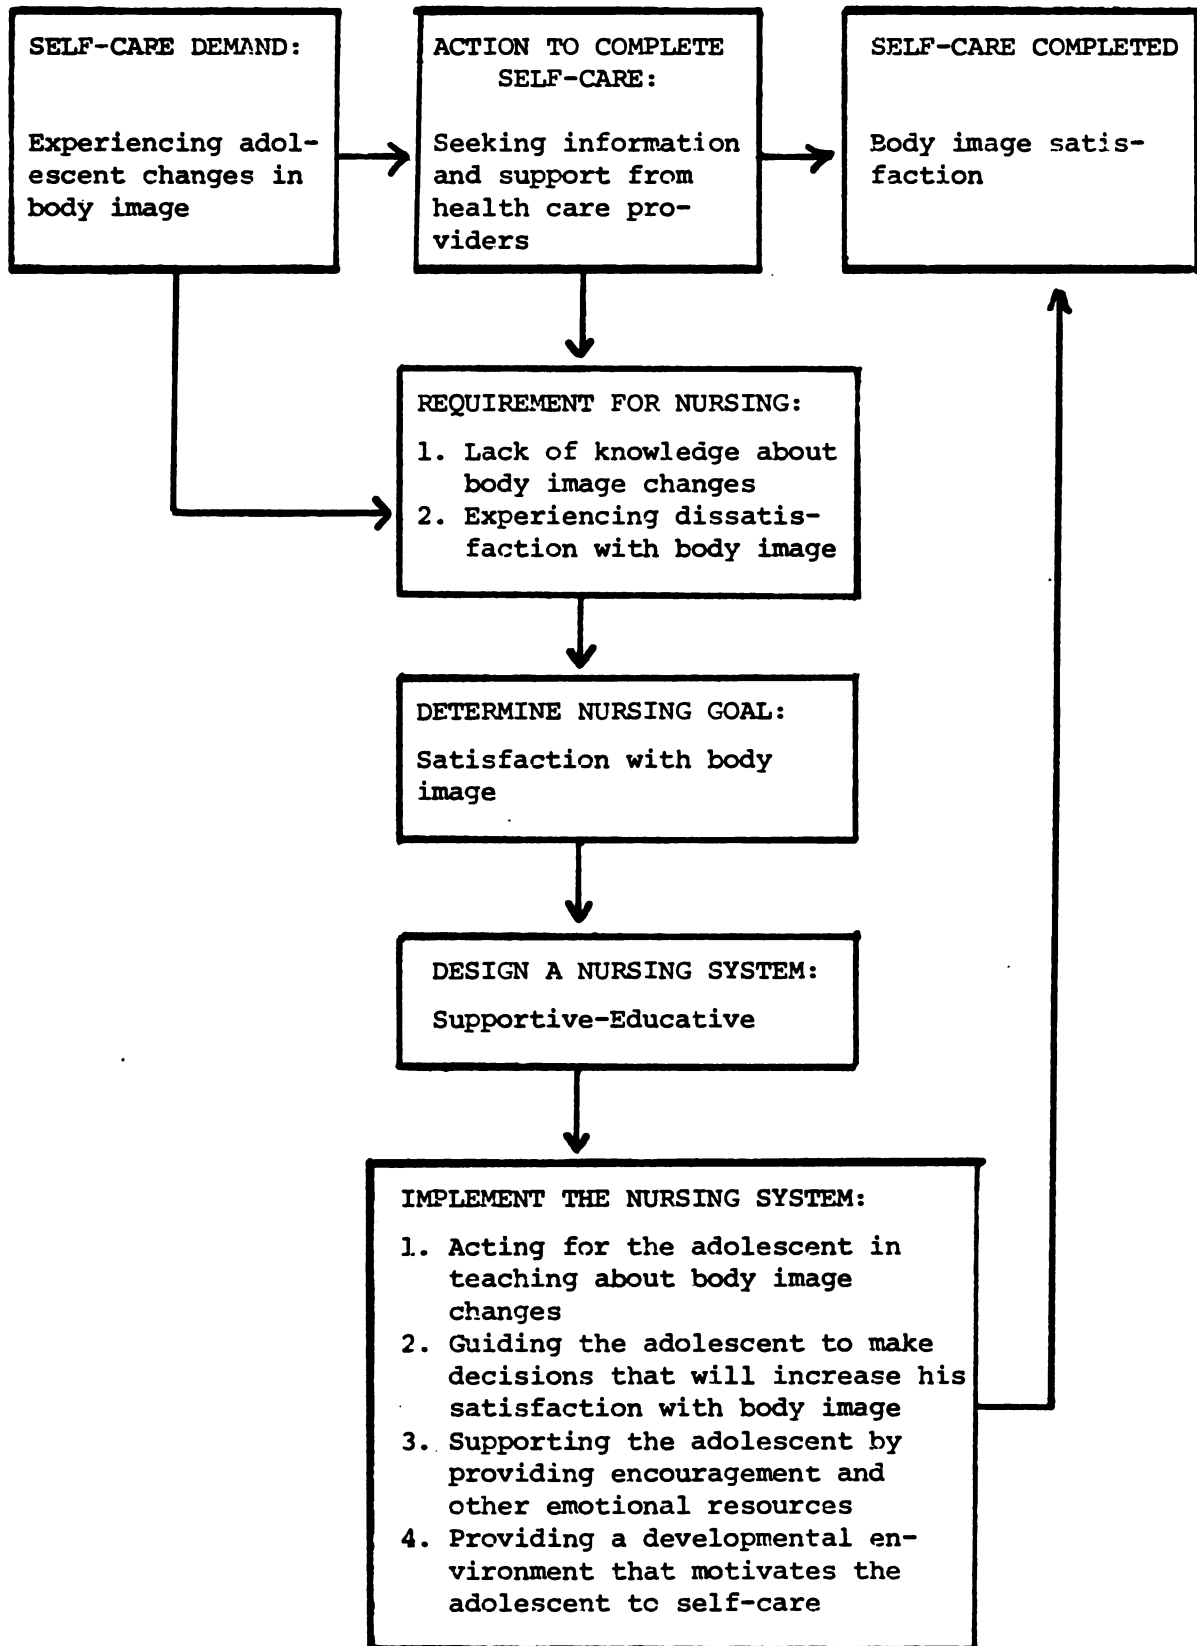 SELF-CARE DEMAND:
Experiencing adol-
escent changes in
body image
ACTION TO COMPLETE
SELF-CARE:
Seeking information
and support from
health care pro-
viders
SELF-CARE COMPLETED
Body image satis-
faction
REQUIREMENT FOR NURSING:
1. Lack of knowledge about
body image changes
2. Experiencing dissatis-
faction with body image
DETERMINE NURSING GOAL:
Satisfaction with body
image
DESIGN A NURSING SYSTEM:
Supportive-Educative
IMPLEMENT THE NURSING SYSTEM:
1. Acting for the adolescent in
teaching about body image
changes
2. Guiding the adolescent to make
decisions that will increase his
satisfaction with body image
3. Supporting the adolescent by
providing encouragement and
other emotional resources
4. Providing a developmental en-
vironment that motivates the
adolescent to self-care